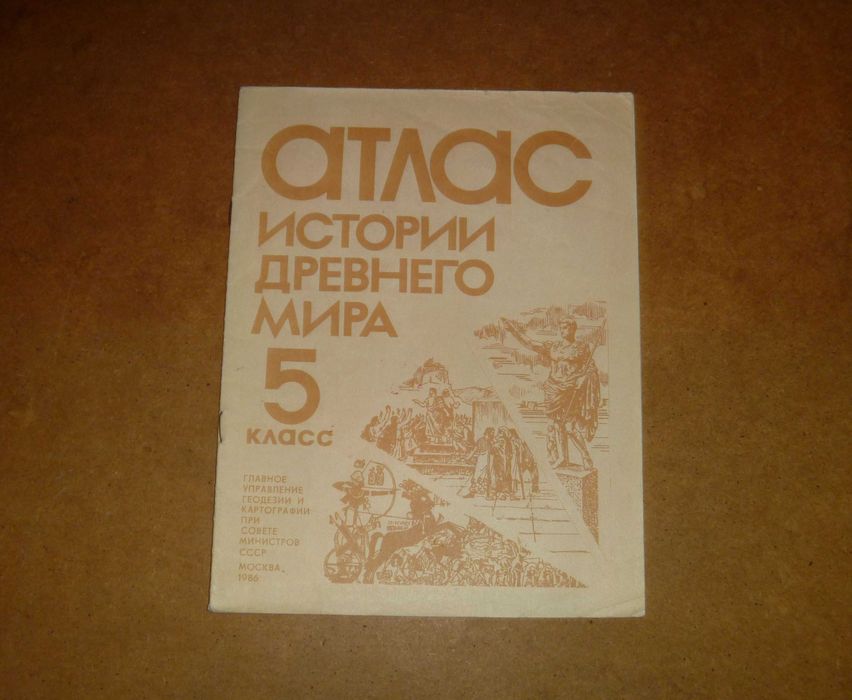 АТЛАС
ИСТОРИИ
ДРЕВНЕГО
МИРА
5
КЛАСС
ГЛАВНОЕ
УПРАВЛЕНИЕ
ГЕОДЕЗИИ И
КАРТОГРАФИИ
ПРИ
СОВЕТЕ
МИНИСТРОВ
СССР
МОСКВА
1986